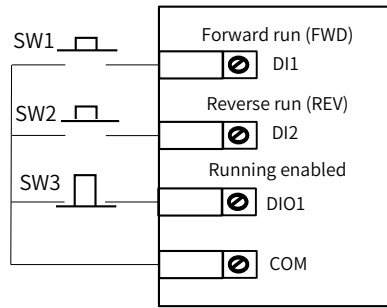 SW1
Forward run (FWD)
DI1
SW2
Reverse run (REV)
DI2
SW3
Running enabled
DIO1
COM